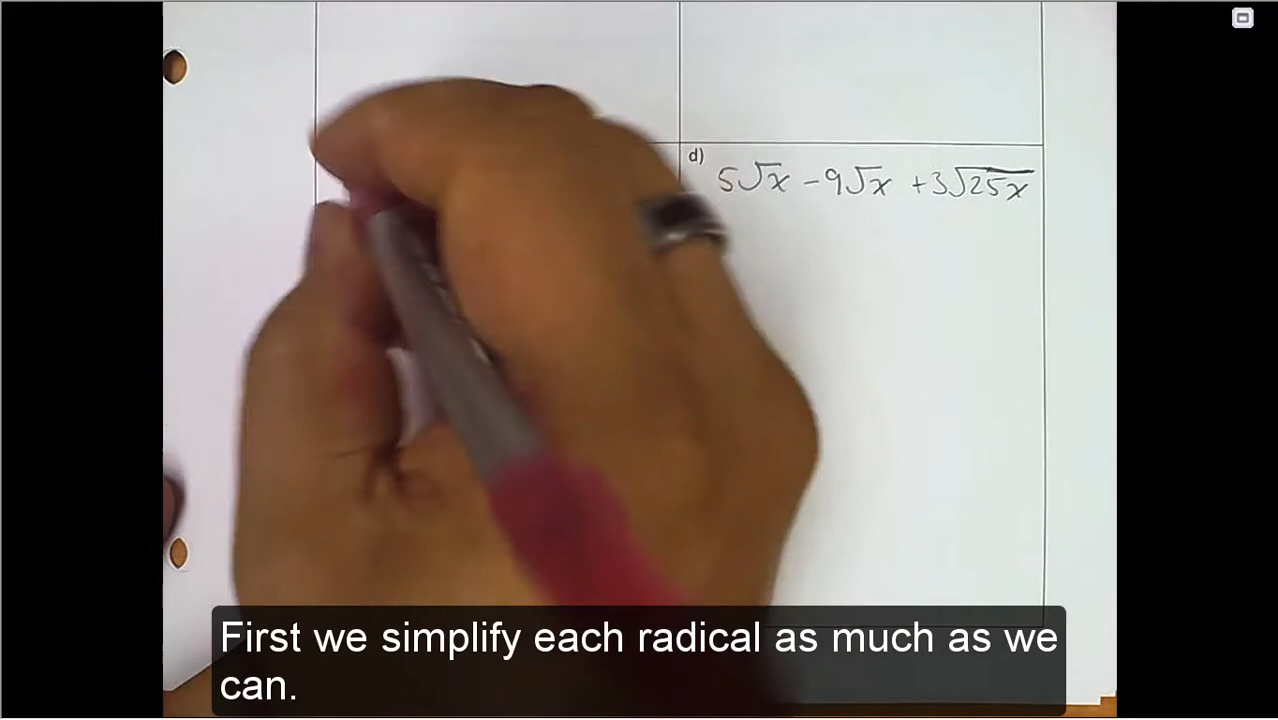 d)
5√x - 9√x + 3√25x
First we simplify each radical as much as we
can.